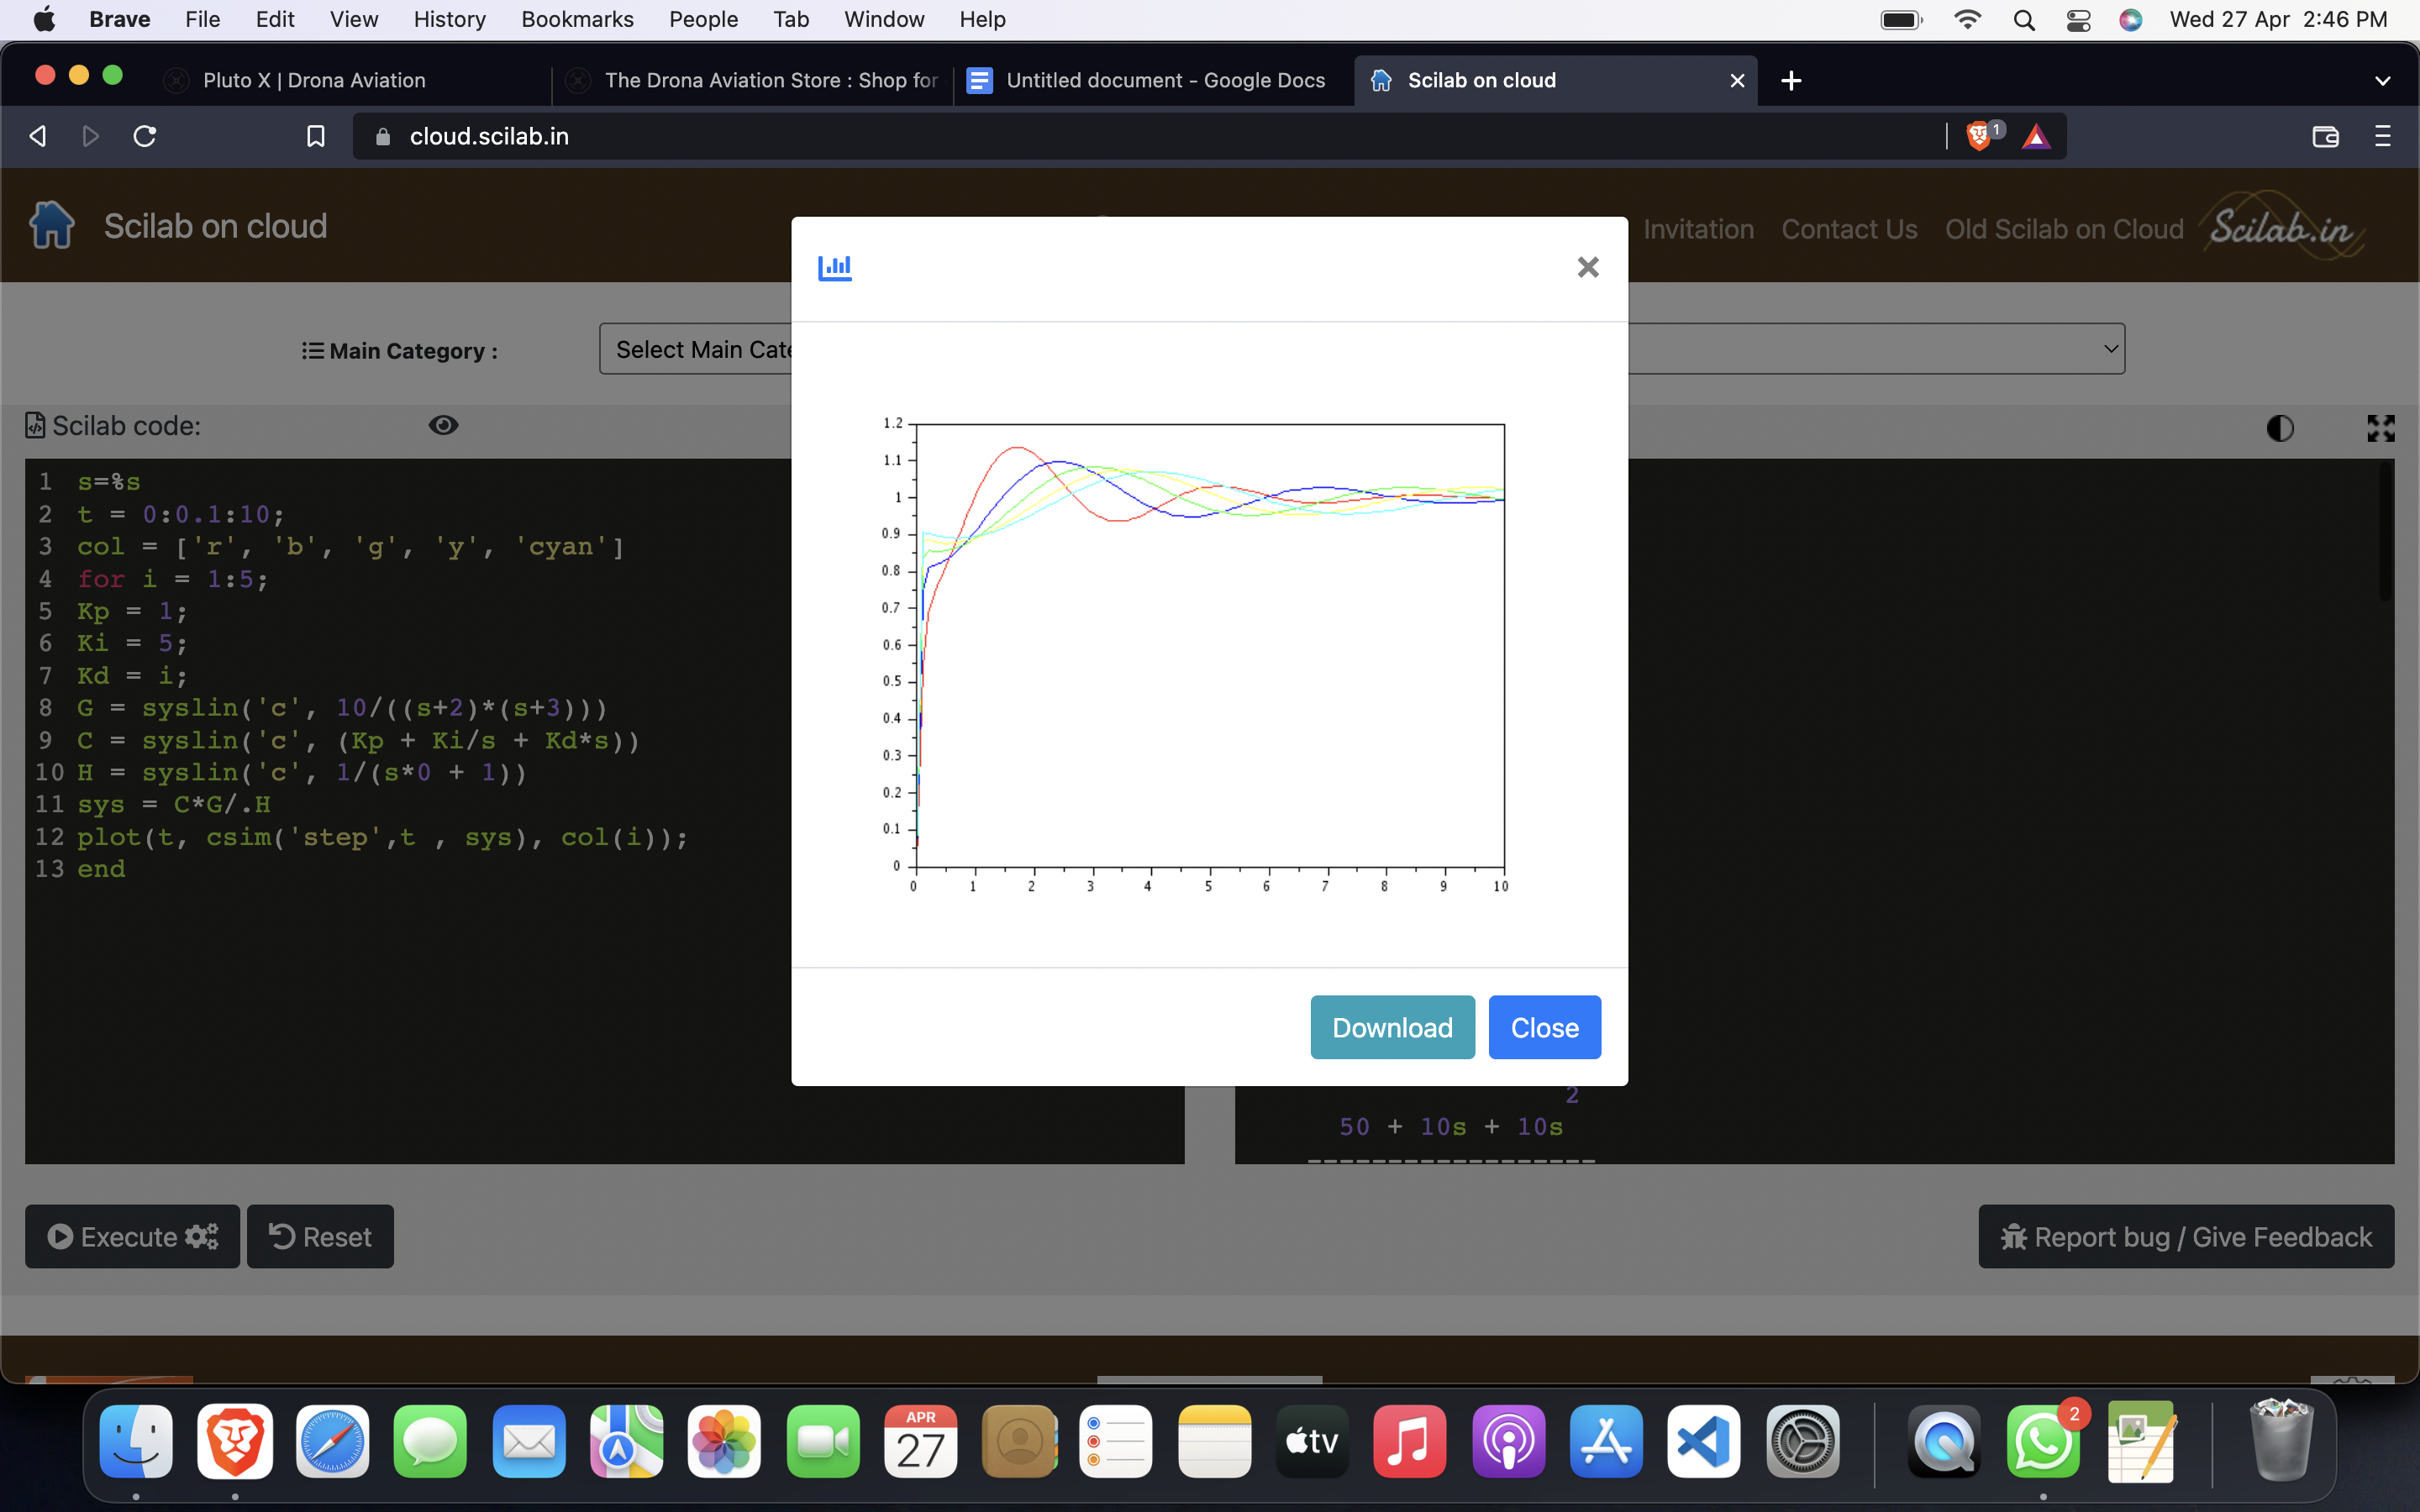 Brave File Edit View History Bookmarks People Tab Window Help Wed 27 Apr 2:46 PM
Pluto X | Drona Aviation The Drona Aviation Store : Shop for Untitled document - Google Docs Scilab on cloud
cloud.scilab.in 1
Scilab on cloud Invitation Contact Us Old Scilab on Cloud Scilab.in
Main Category : Select Main Cate
Scilab code:
1 s=%s
2 t = 0:0.1:10;
3 col = ['r', 'b', 'g', 'y', 'cyan']
4 for i = 1:5;
5 Kp = 1;
6 Ki = 5;
7 Kd = i;
8 G = syslin('c', 10/((s+2)*(s+3)))
9 C = syslin('c', (Kp + Ki/s + Kd*s))
10 H = syslin('c', 1/(s*0 + 1))
11 sys = C*G/.H
12 plot(t, csim('step',t , sys), col(i));
13 end
1.2
1.1
1
0.9
0.8
0.7
0.6
0.5
0.4
0.3
0.2
0.1
0
0 1 2 3 4 5 6 7 8 9 10
Download Close
2
50 + 10s + 10s
------------------
Execute Reset Report bug / Give Feedback
APR
27
tv
2